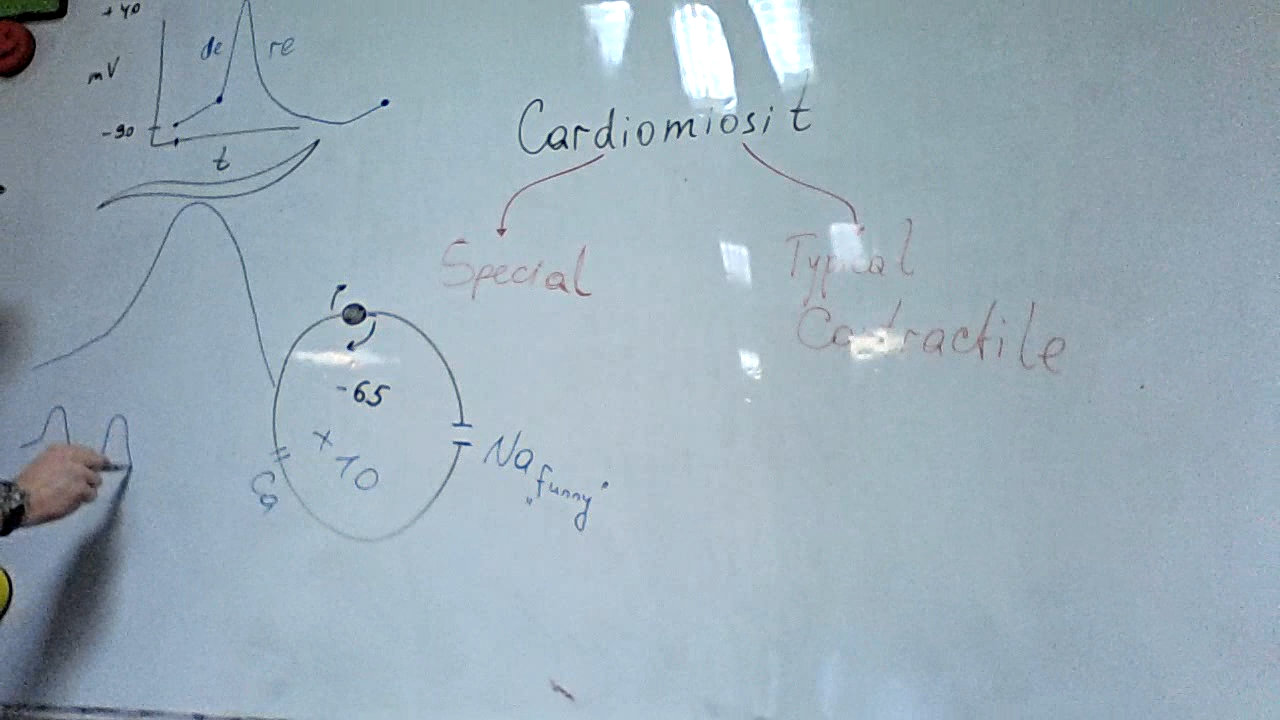 +40
de re
mV
-90
t
Cardiomiosit
Special
Typical
Contractile
-65
+10
Ca
Na
„funny"